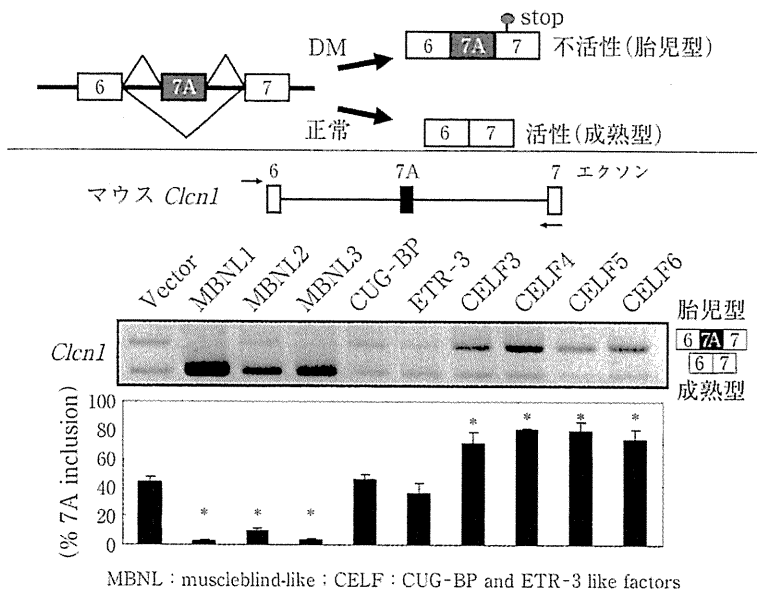 stop
DM
6 7A 7
不活性(胎児型)
6 7A 7
正常
6 7
活性(成熟型)
6 7A 7 エクソン
マウス Clcn1
Vector MBNL1 MBNL2 MBNL3 CUG-BP ETR-3 CELF3 CELF4 CELF5 CELF6
胎児型
Clcn1
6 7A 7
6 7
成熟型
(% 7A inclusion)
100
80
60
40
20
0
* * * * * * *
MBNL:muscleblind-like;CELF:CUG-BP and ETR-3 like factors